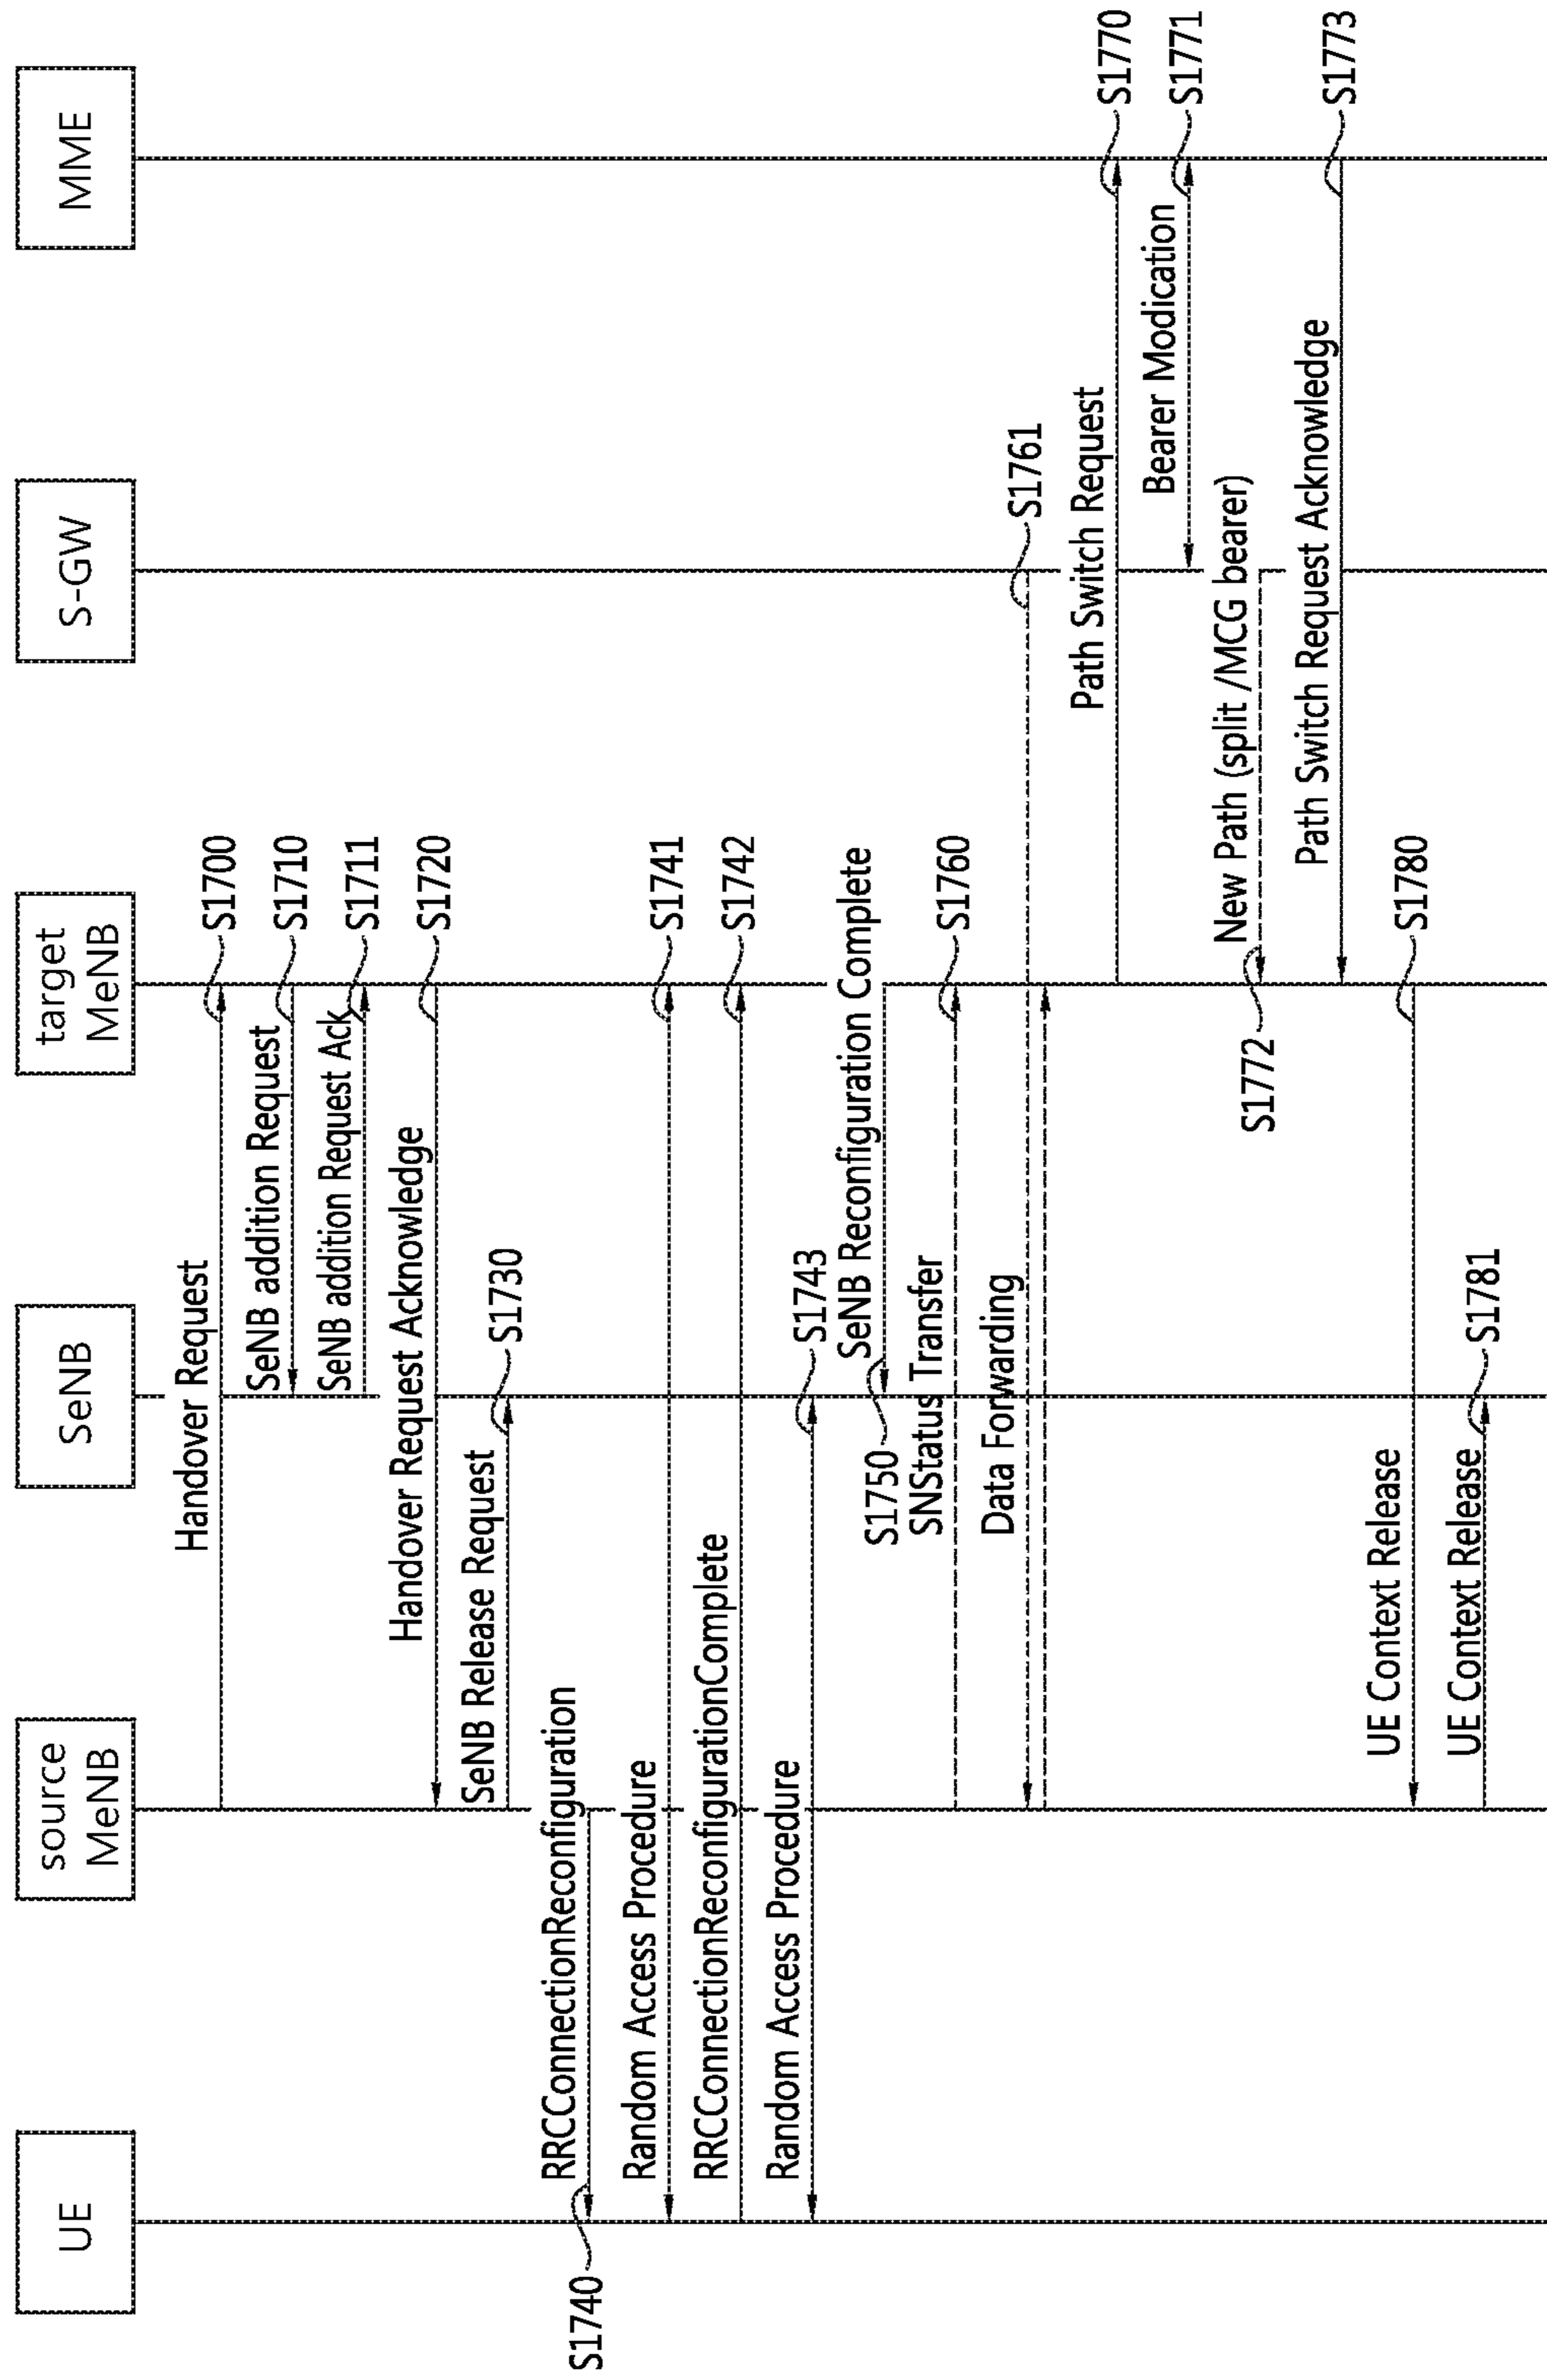 UE
source
MeNB
SeNB
target
MeNB
S-GW
MME
Handover Request
S1700
SeNB addition Request
S1710
SeNB addition Request Ack
S1711
Handover Request Acknowledge
S1720
SeNB Release Request
S1730
S1740
RRCConnectionReconfiguration
Random Access Procedure
S1741
RRCConnectionReconfigurationComplete
S1742
Random Access Procedure
S1743
S1750
SeNB Reconfiguration Complete
SNStatus Transfer
S1760
Data Forwarding
S1761
Path Switch Request
S1770
Bearer Modication
S1771
S1772
New Path (split /MCG bearer)
Path Switch Request Acknowledge
S1773
UE Context Release
S1780
UE Context Release
S1781